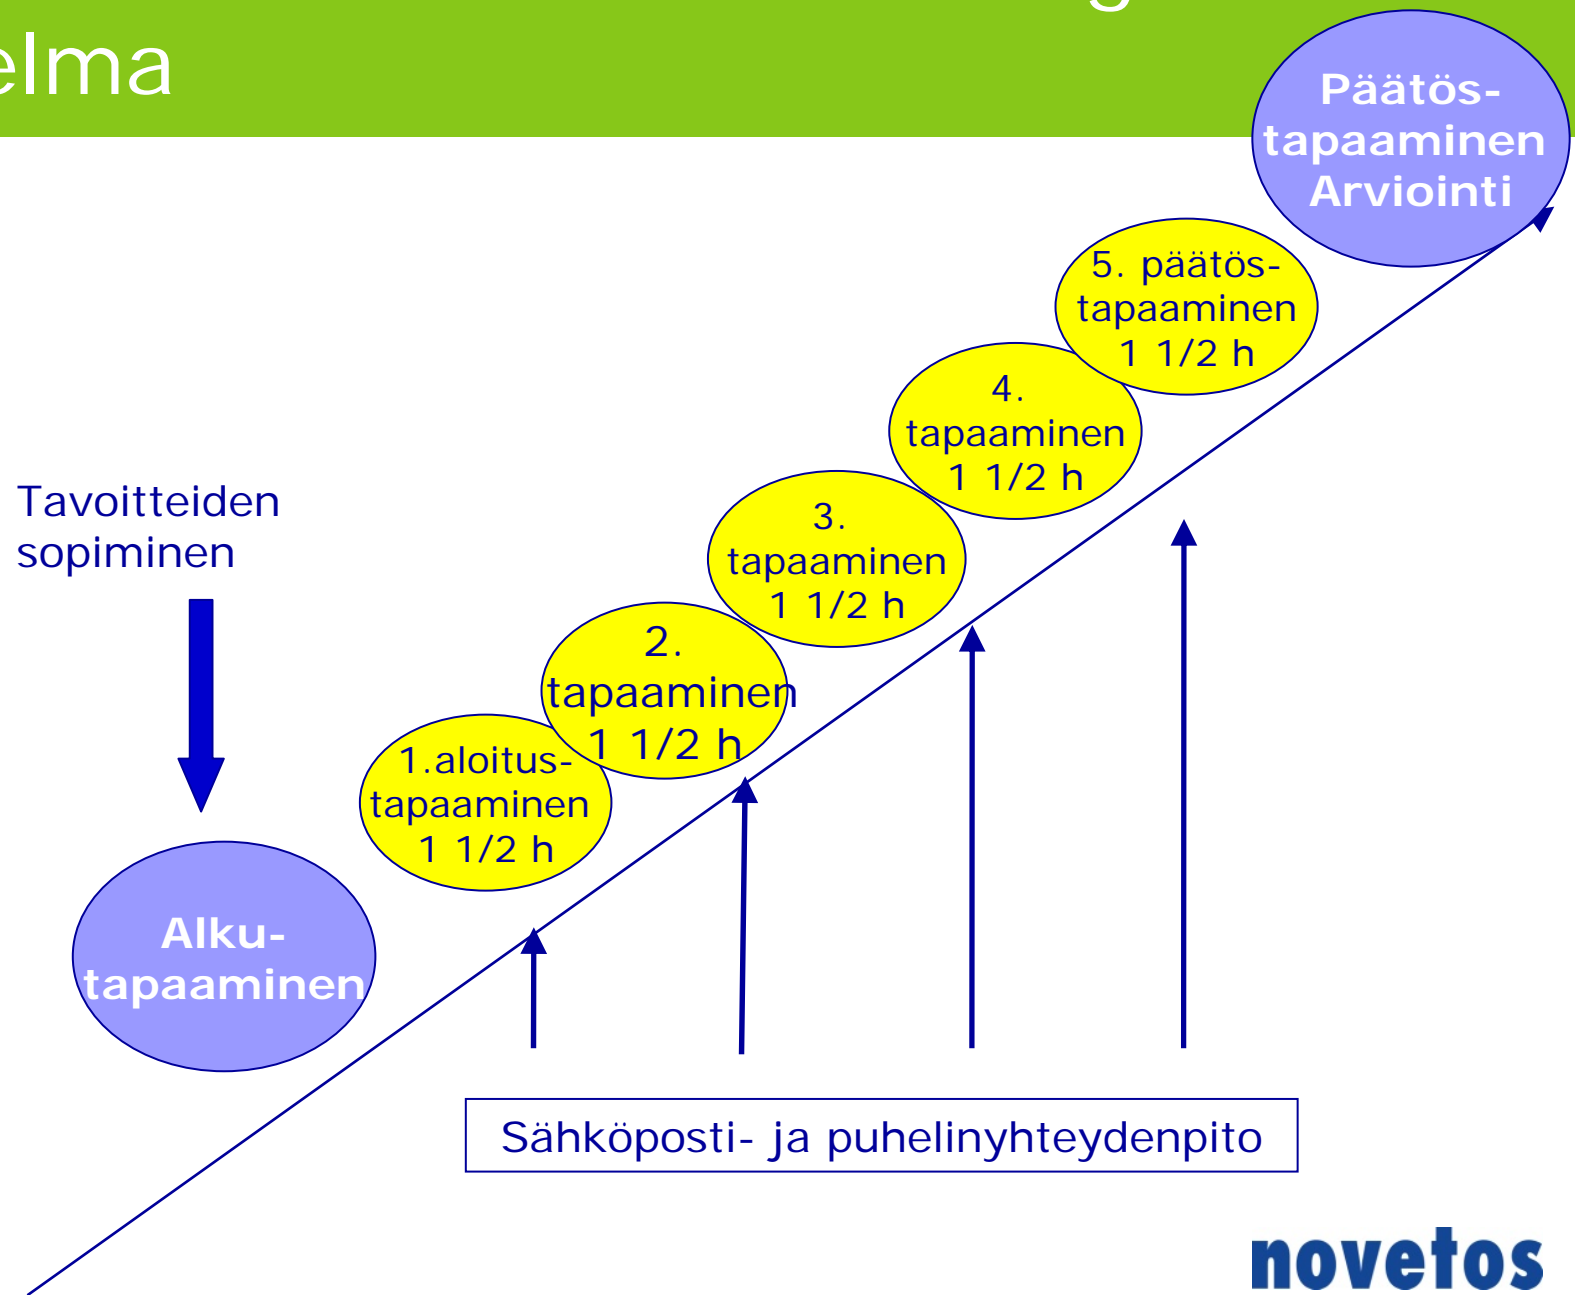 elma
Päätös-
tapaaminen
Arviointi
5. päätös-
tapaaminen
1 1/2 h
4.
tapaaminen
1 1/2 h
3.
tapaaminen
1 1/2 h
2.
tapaaminen
1 1/2 h
1.aloitus-
tapaaminen
1 1/2 h
Tavoitteiden
sopiminen
Alku-
tapaaminen
Sähköposti- ja puhelinyhteydenpito
novetos